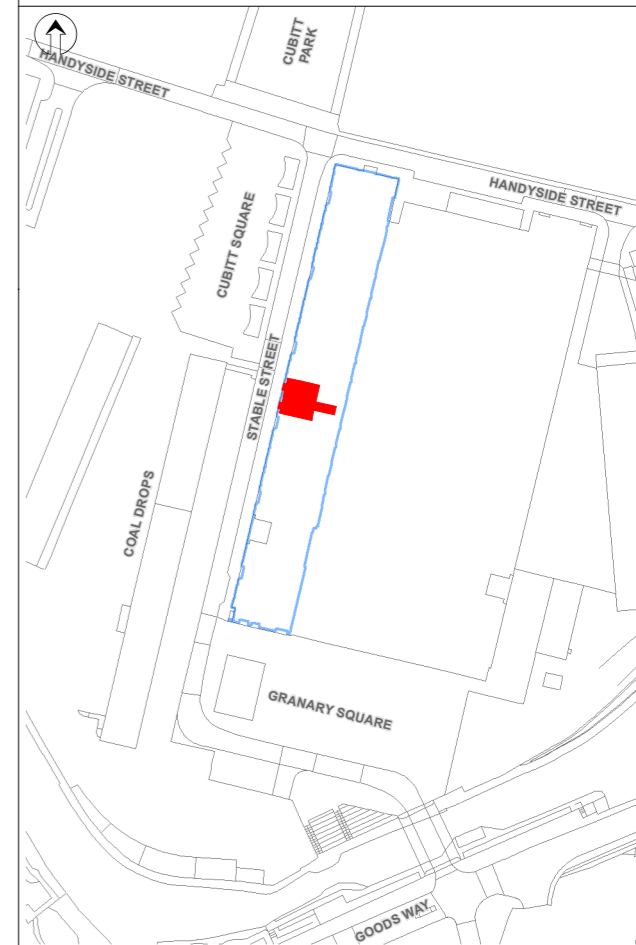 CUBITT
PARK
HANDYSIDE STREET
HANDYSIDE STREET
CUBITT SQUARE
STABLE STREET
COAL DROPS
GRANARY SQUARE
GOODS WAY